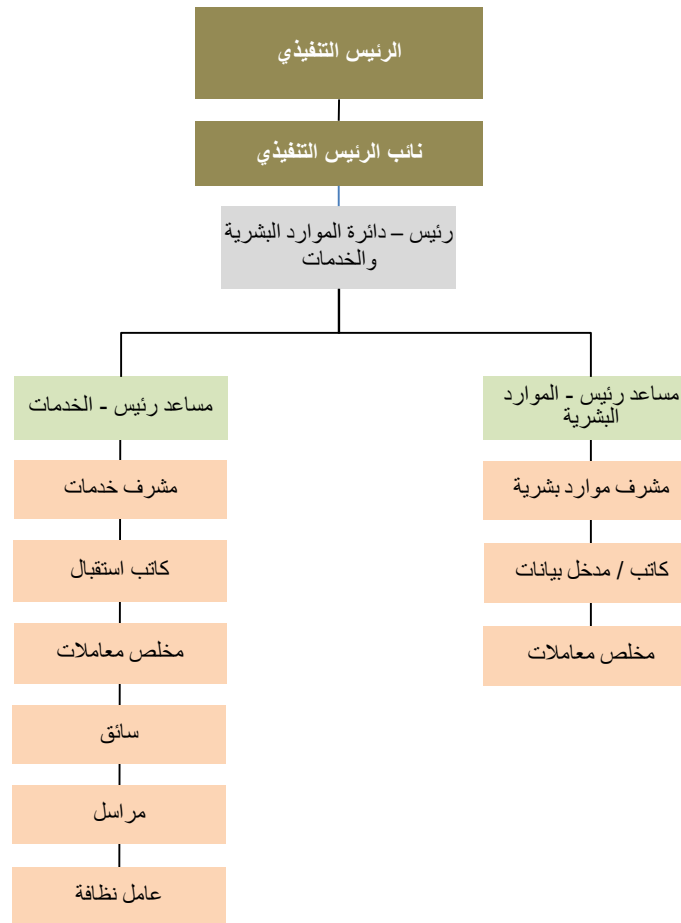 الرئيس التنفيذي
نائب الرئيس التنفيذي
رئيس – دائرة الموارد البشرية
والخدمات
مساعد رئيس - الموارد
البشرية
مشرف موارد بشرية
كاتب / مدخل بيانات
مخلص معاملات
مساعد رئيس - الخدمات
مشرف خدمات
كاتب استقبال
مخلص معاملات
سائق
مراسل
عامل نظافة